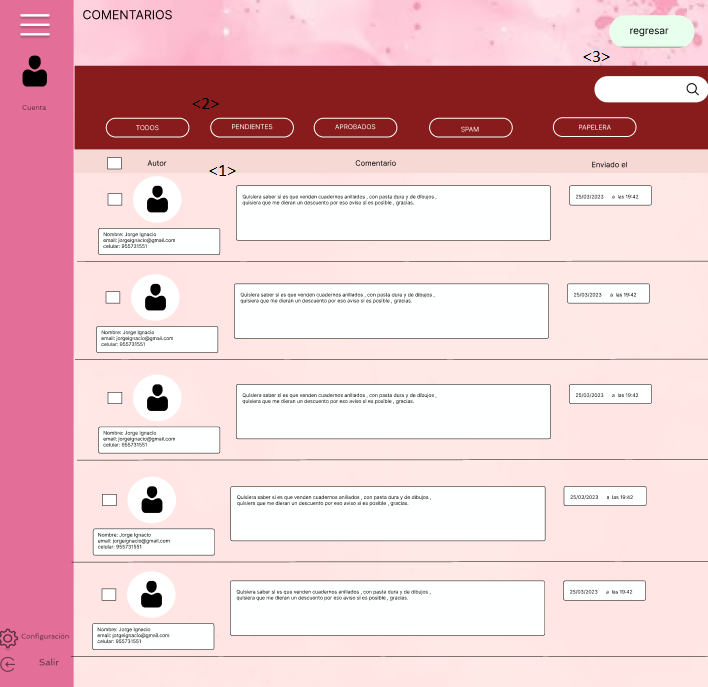 COMENTARIOS
regresar
<3>
Cuenta
<2>
TODOS
PENDIENTES
APROBADOS
SPAM
PAPELERA
Autor
Comentario
Enviado el
<1>
Quisiera saber si es que venden cuadernos anillados , con pasta dura y de dibujos ,
quisiera que me dieran un descuento por eso aviso si es posible , gracias.
25/03/2023 a las 19:42
Nombre: Jorge Ignacio
email: jorgeignacio@gmail.com
celular: 955731551
Quisiera saber si es que venden cuadernos anillados , con pasta dura y de dibujos ,
quisiera que me dieran un descuento por eso aviso si es posible , gracias.
25/03/2023 a las 19:42
Nombre: Jorge Ignacio
email: jorgeignacio@gmail.com
celular: 955731551
Quisiera saber si es que venden cuadernos anillados , con pasta dura y de dibujos ,
quisiera que me dieran un descuento por eso aviso si es posible , gracias.
25/03/2023 a las 19:42
Nombre: Jorge Ignacio
email: jorgeignacio@gmail.com
celular: 955731551
Quisiera saber si es que venden cuadernos anillados , con pasta dura y de dibujos ,
quisiera que me dieran un descuento por eso aviso si es posible , gracias.
25/03/2023 a las 19:42
Nombre: Jorge Ignacio
email: jorgeignacio@gmail.com
celular: 955731551
Quisiera saber si es que venden cuadernos anillados , con pasta dura y de dibujos ,
quisiera que me dieran un descuento por eso aviso si es posible , gracias.
25/03/2023 a las 19:42
Nombre: Jorge Ignacio
email: jorgeignacio@gmail.com
celular: 955731551
Configuración
Salir